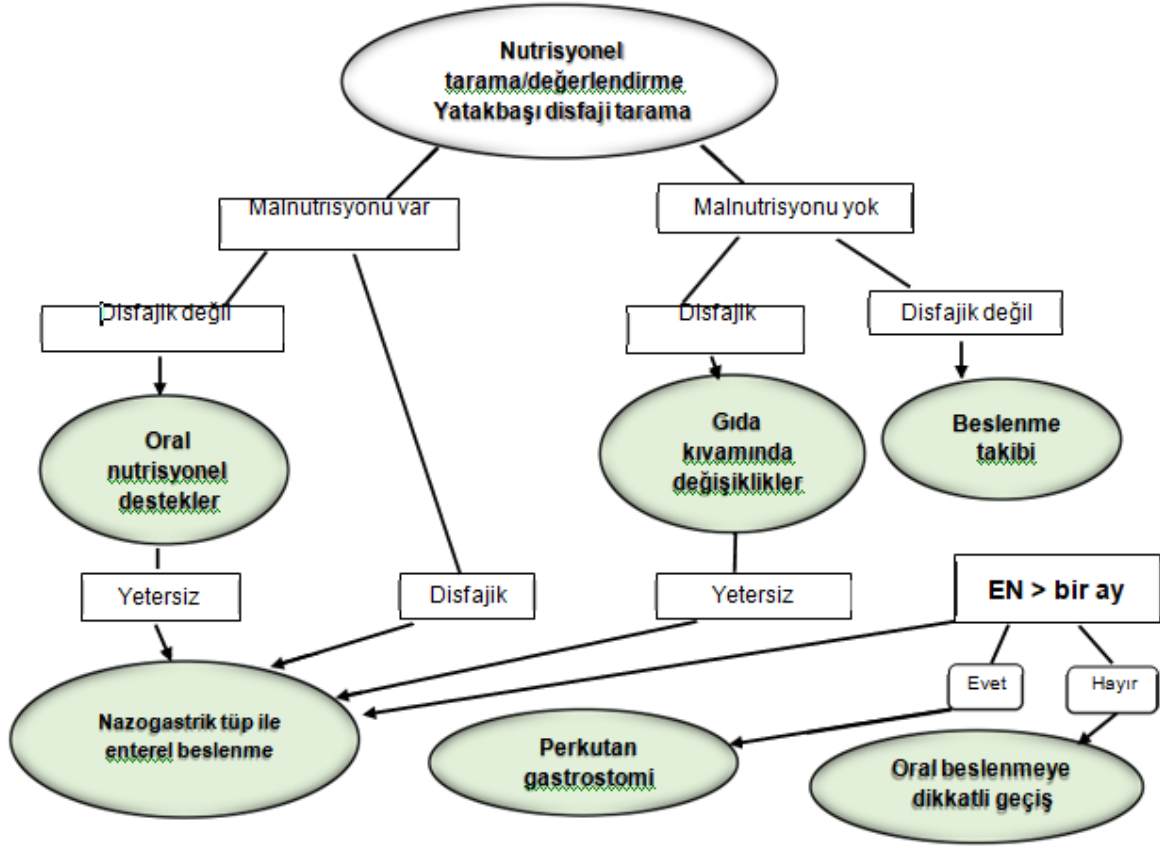 Nutrisyonel
tarama/değerlendirme
Yatakbaşı disfaji tarama
Malnutrisyonu var
Malnutrisyonu yok
Disfajik değil
Disfajik
Disfajik değil
Oral
nutrisyonel
destekler
Gıda
kıvamında
değişiklikler
Beslenme
takibi
Yetersiz
Disfajik
Yetersiz
EN > bir ay
Evet
Hayır
Nazogastrik tüp ile
enterel beslenme
Perkutan
gastrostomi
Oral beslenmeye
dikkatli geçiş